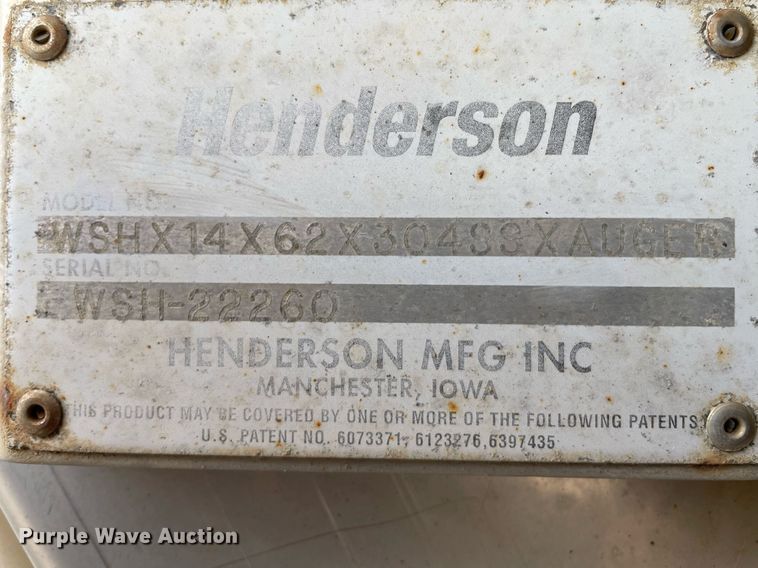 Henderson
MODEL NO.
WSHX14X62X304SSXAUGER
SERIAL NO.
WSH-22260
HENDERSON MFG INC
MANCHESTER, IOWA
THIS PRODUCT MAY BE COVERED BY ONE OR MORE OF THE FOLLOWING PATENTS
U.S. PATENT NO. 6073371, 6123276,6397435
Purple Wave Auction